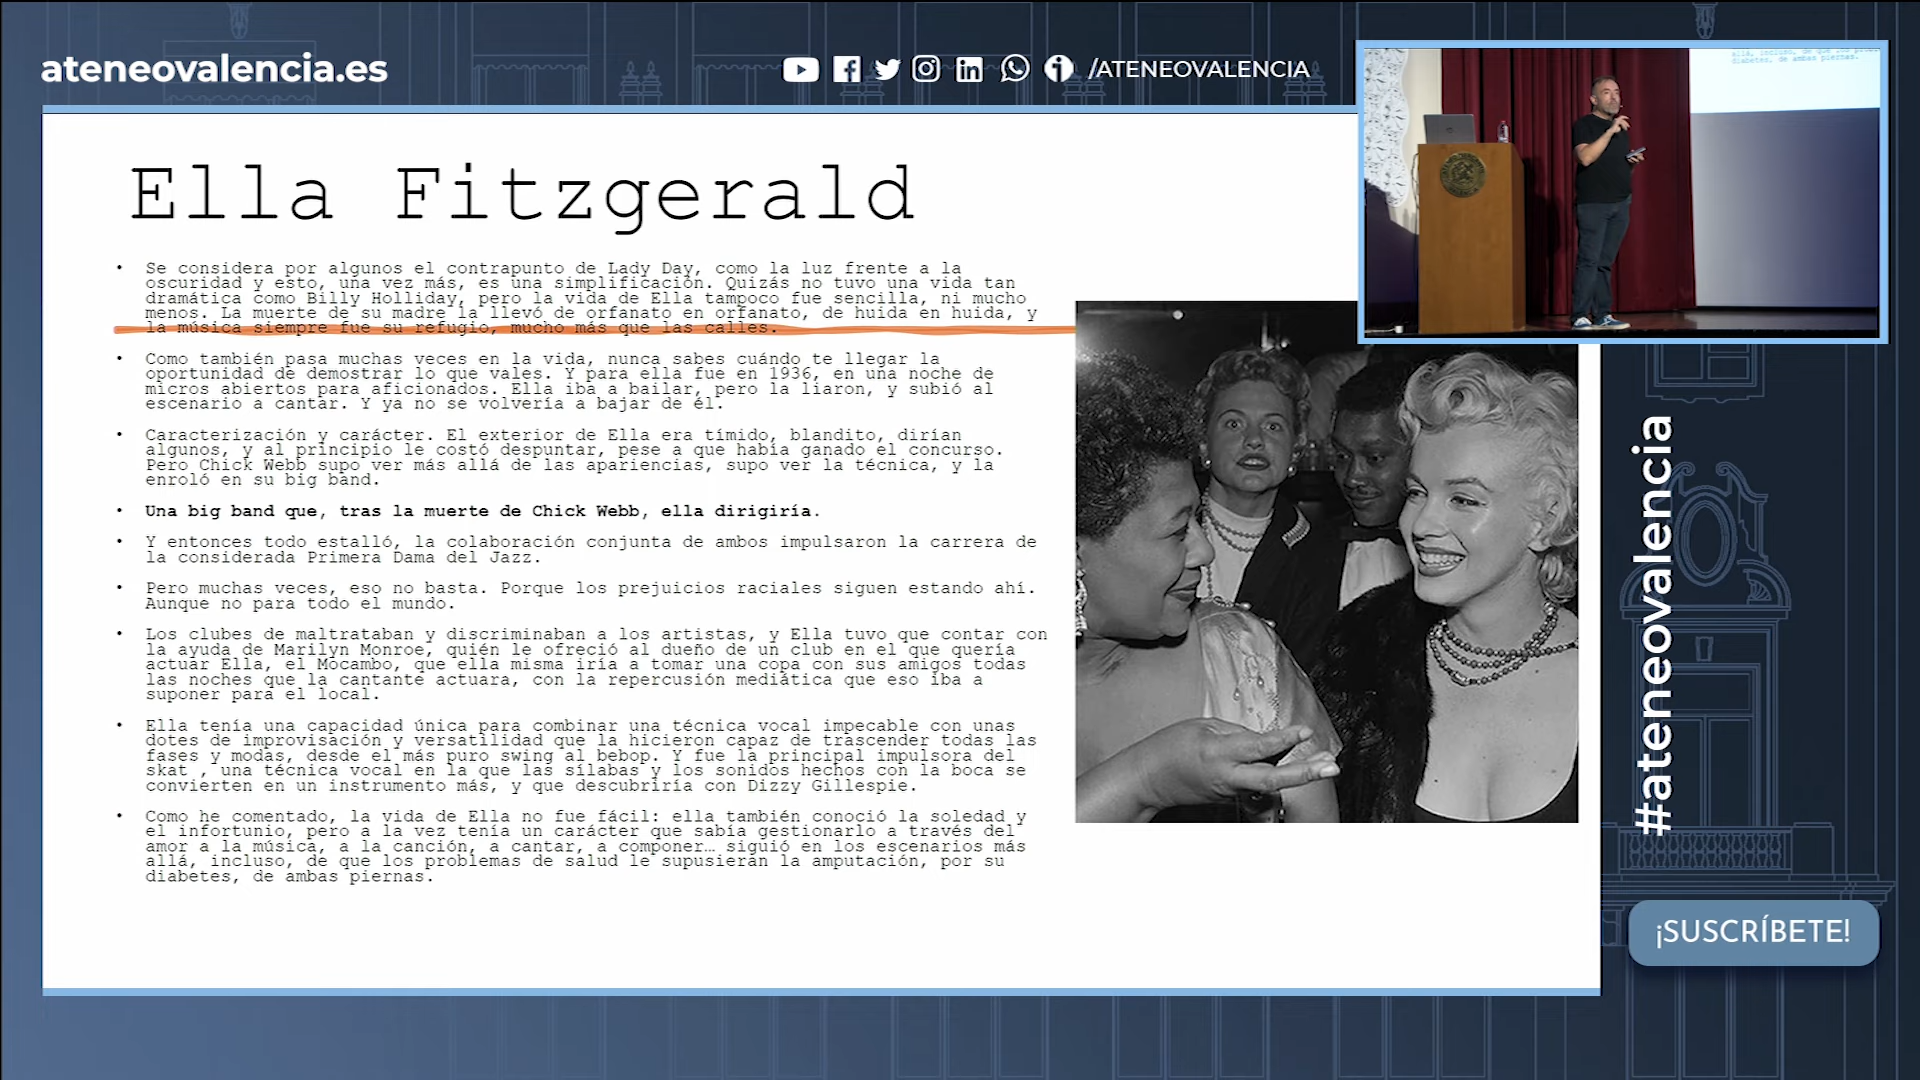 ateneovalencia.es
/ATENEOVALENCIA
Ella Fitzgerald
• Se considera por algunos el contrapunto de Lady Day, como la luz frente a la
oscuridad y esto, una vez más, es una simplificación. Quizás no tuvo una vida tan
dramática como Billy Holliday, pero la vida de Ella tampoco fue sencilla, ni mucho
menos. La muerte de su madre la llevó de orfanato en orfanato, de huida en huida, y
la música siempre fue su refugio, mucho más que las calles.
• Como también pasa muchas veces en la vida, nunca sabes cuándo te llegar la
oportunidad de demostrar lo que vales. Y para ella fue en 1936, en una noche de
micros abiertos para aficionados. Ella iba a bailar, pero la liaron, y subió al
escenario a cantar. Y ya no se volvería a bajar de él.
• Caracterización y carácter. El exterior de Ella era tímido, blandito, dirían
algunos, y al principio le costó despuntar, pese a que había ganado el concurso.
Pero Chick Webb supo ver más allá de las apariencias, supo ver la técnica, y la
enroló en su big band.
• Una big band que, tras la muerte de Chick Webb, ella dirigiría.
• Y entonces todo estalló, la colaboración conjunta de ambos impulsaron la carrera de
la considerada Primera Dama del Jazz.
• Pero muchas veces, eso no basta. Porque los prejuicios raciales siguen estando ahí.
Aunque no para todo el mundo.
• Los clubes de maltrataban y discriminaban a los artistas, y Ella tuvo que contar con
la ayuda de Marilyn Monroe, quién le ofreció al dueño de un club en el que quería
actuar Ella, el Mocambo, que ella misma iría a tomar una copa con sus amigos todas
las noches que la cantante actuara, con la repercusión mediática que eso iba a
suponer para el local.
• Ella tenía una capacidad única para combinar una técnica vocal impecable con unas
dotes de improvisación y versatilidad que la hicieron capaz de trascender todas las
fases y modas, desde el más puro swing al bebop. Y fue la principal impulsora del
skat , una técnica vocal en la que las sílabas y los sonidos hechos con la boca se
convierten en un instrumento más, y que descubriría con Dizzy Gillespie.
• Como he comentado, la vida de Ella no fue fácil: ella también conoció la soledad y
el infortunio, pero a la vez tenía un carácter que sabía gestionarlo a través del
amor a la música, a la canción, a cantar, a componer… siguió en los escenarios más
allá, incluso, de que los problemas de salud le supusieran la amputación, por su
diabetes, de ambas piernas.
diabetes, de ambas piernas.
#ateneovalencia
¡SUSCRÍBETE!